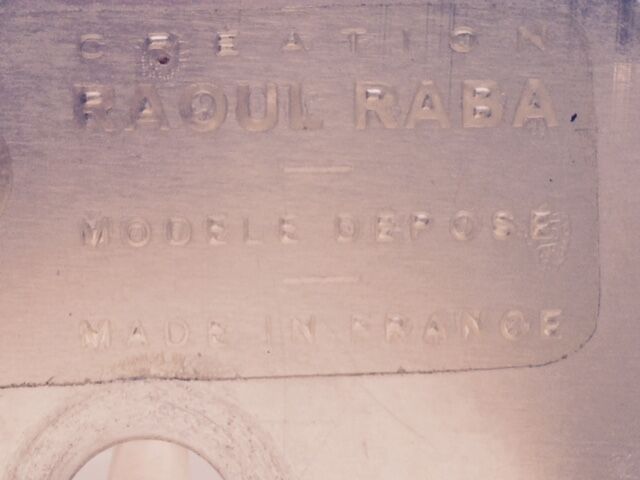 CREATION
RAOUL RABA
MODELE DEPOSE
MADE IN FRANCE